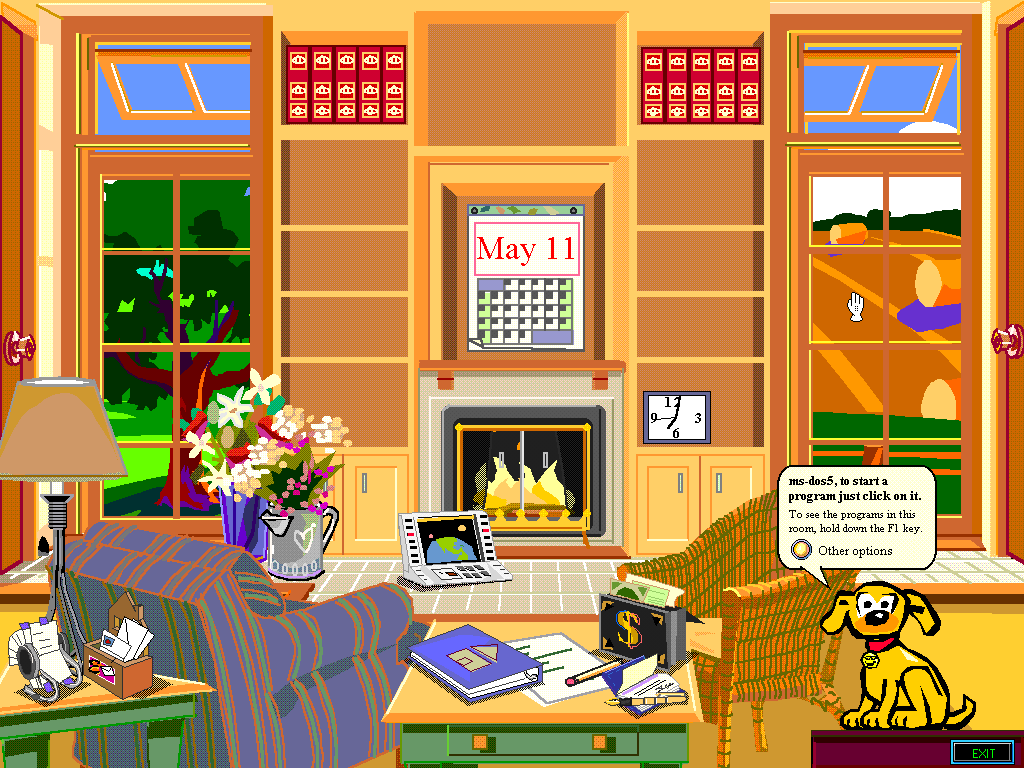 May 11
12
9 3
6
ms-dos5, to start a
program just click on it.
To see the programs in this
room, hold down the F1 key.
Other options
$
EXIT